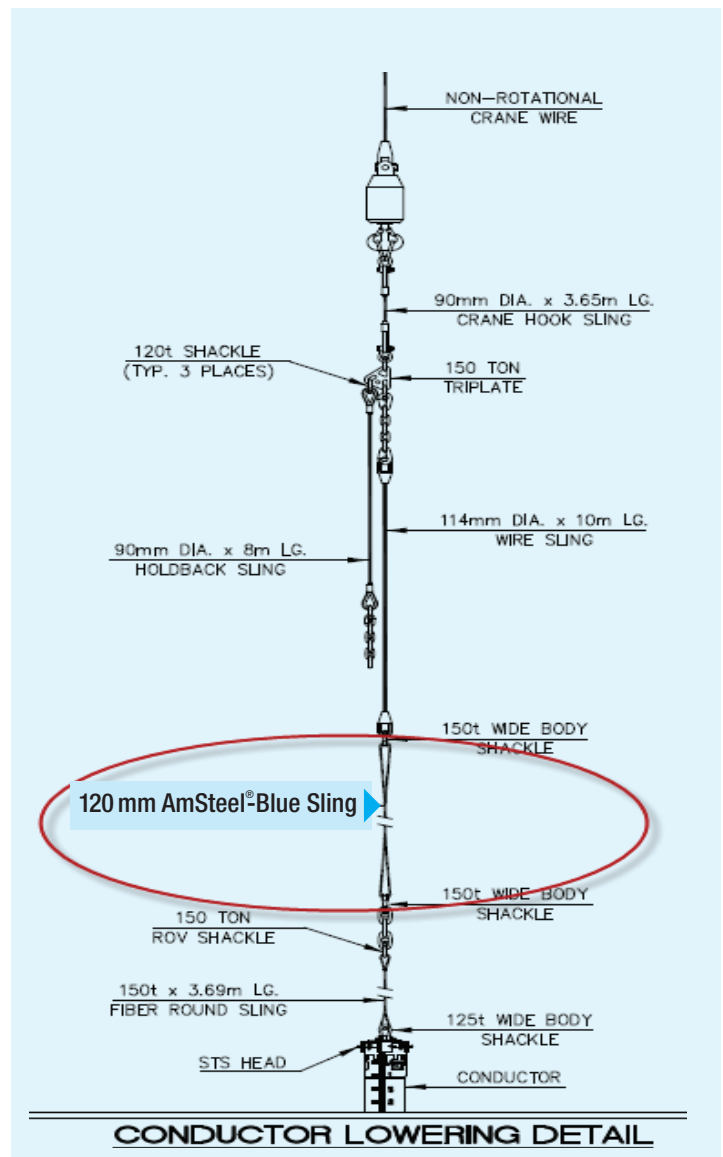 NON-ROTATIONAL
CRANE WIRE
90mm DIA. x 3.65m LG.
CRANE HOOK SLING
120t SHACKLE
(TYP. 3 PLACES)
150 TON
TRIPLATE
114mm DIA. x 10m LG.
WIRE SLING
90mm DIA. x 8m LG.
HOLDBACK SLING
150t WIDE BODY
SHACKLE
120 mm AmSteel®-Blue Sling
150t WIDE BODY
SHACKLE
150 TON
ROV SHACKLE
150t x 3.69m LG.
FIBER ROUND SLING
125t WIDE BODY
SHACKLE
STS HEAD
CONDUCTOR
CONDUCTOR LOWERING DETAIL